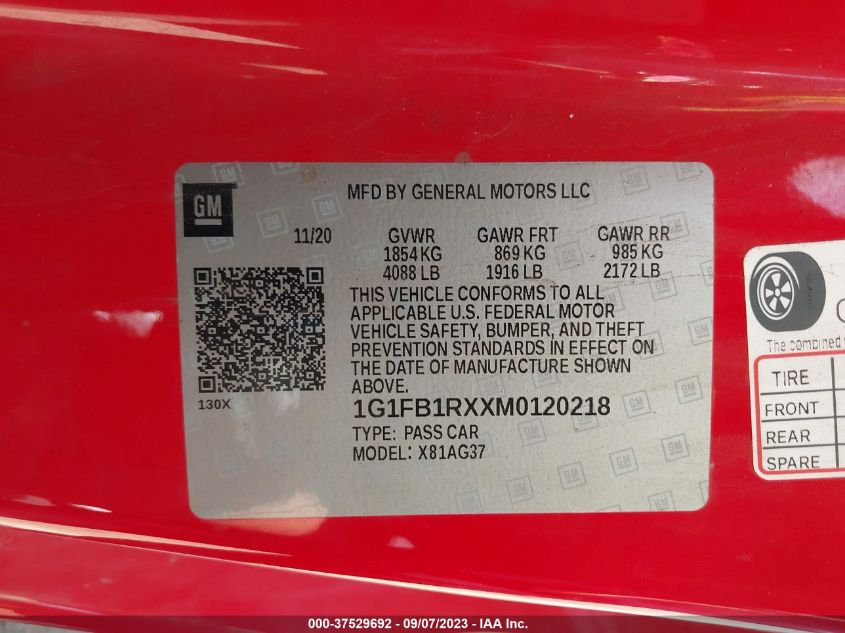 GM
MFD BY GENERAL MOTORS LLC
11/20 GVWR GAWR FRT GAWR RR
1854 KG 869 KG 985 KG
4088 LB 1916 LB 2172 LB
THIS VEHICLE CONFORMS TO ALL
APPLICABLE U.S. FEDERAL MOTOR
VEHICLE SAFETY, BUMPER, AND THEFT
PREVENTION STANDARDS IN EFFECT ON
THE DATE OF MANUFACTURE SHOWN
ABOVE.
130X
1G1FB1RXXM0120218
TYPE: PASS CAR
MODEL: X81AG37
The combined
TIRE
FRONT
REAR
SPARE
000-37529692 - 09/07/2023 - IAA Inc.